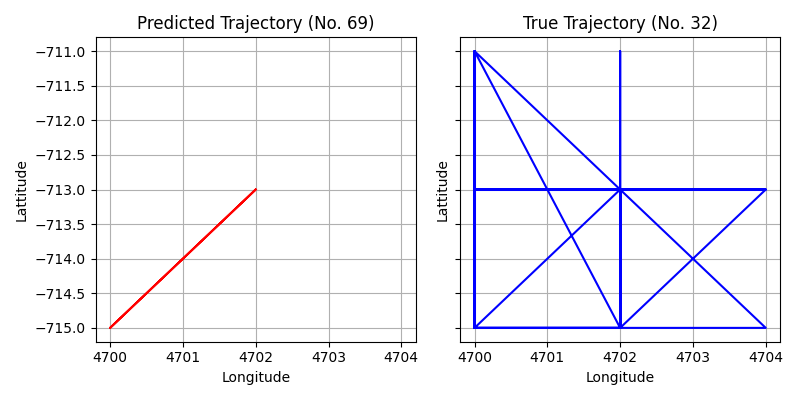 Predicted Trajectory (No. 69)
True Trajectory (No. 32)
−711.0
−711.5
−712.0
−712.5
−713.0
−713.5
−714.0
−714.5
−715.0
Lattitude
Lattitude
4700 4701 4702 4703 4704
4700 4701 4702 4703 4704
Longitude
Longitude